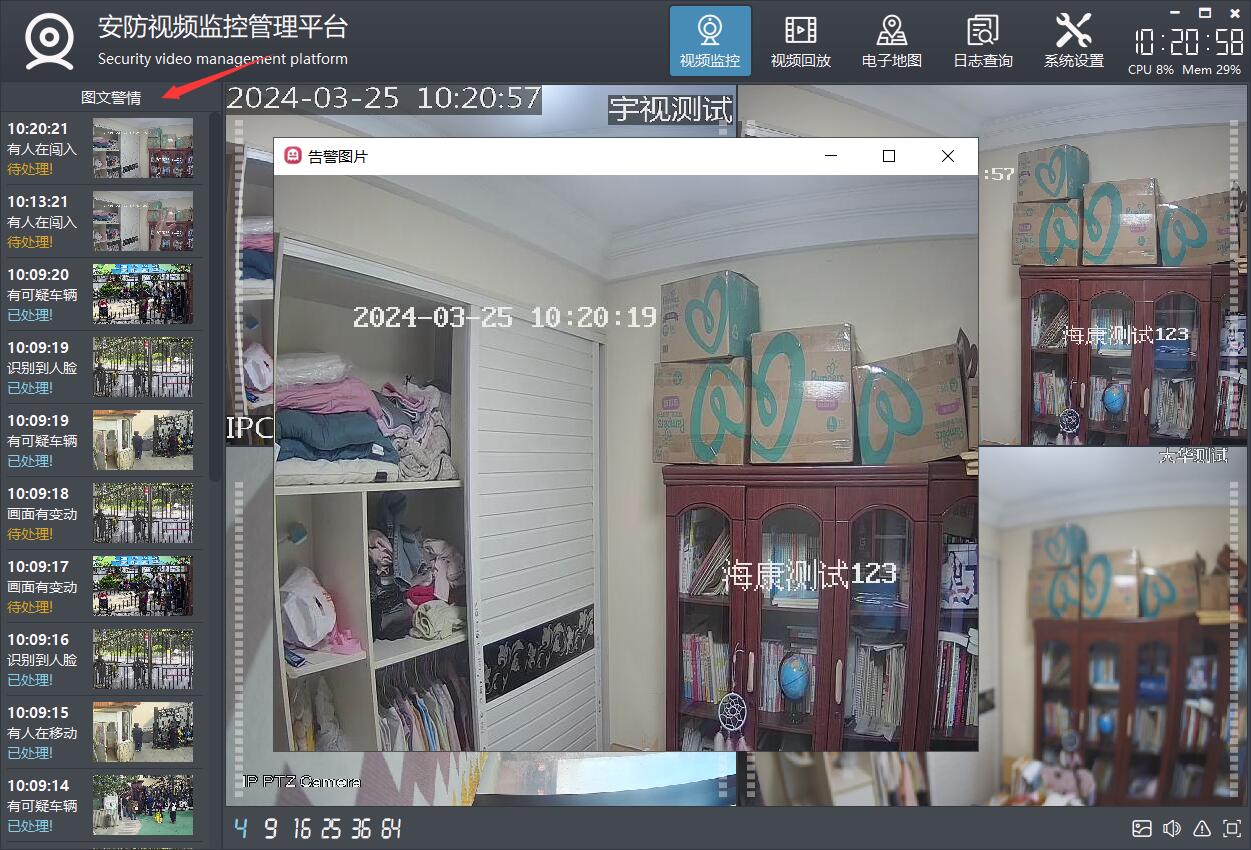 安防视频监控管理平台
Security video management platform
视频监控
视频回放
电子地图
日志查询
系统设置
10:20:58
CPU 8% Mem 29%
图文警情
10:20:21
有人在闯入
待处理!
10:13:21
有人在闯入
待处理!
10:09:20
有可疑车辆
已处理!
10:09:19
识别到人脸
已处理!
10:09:19
有可疑车辆
已处理!
10:09:18
画面有变动
待处理!
10:09:17
画面有变动
待处理!
10:09:16
识别到人脸
已处理!
10:09:15
有人在移动
已处理!
10:09:14
有可疑车辆
已处理!
2024-03-25 10:20:57
宇视测试
告警图片
2024-03-25 10:20:19
海康测试123
:57
海康测试123
IPC
大华测试
IP PTZ Camera
4 9 16 25 36 64